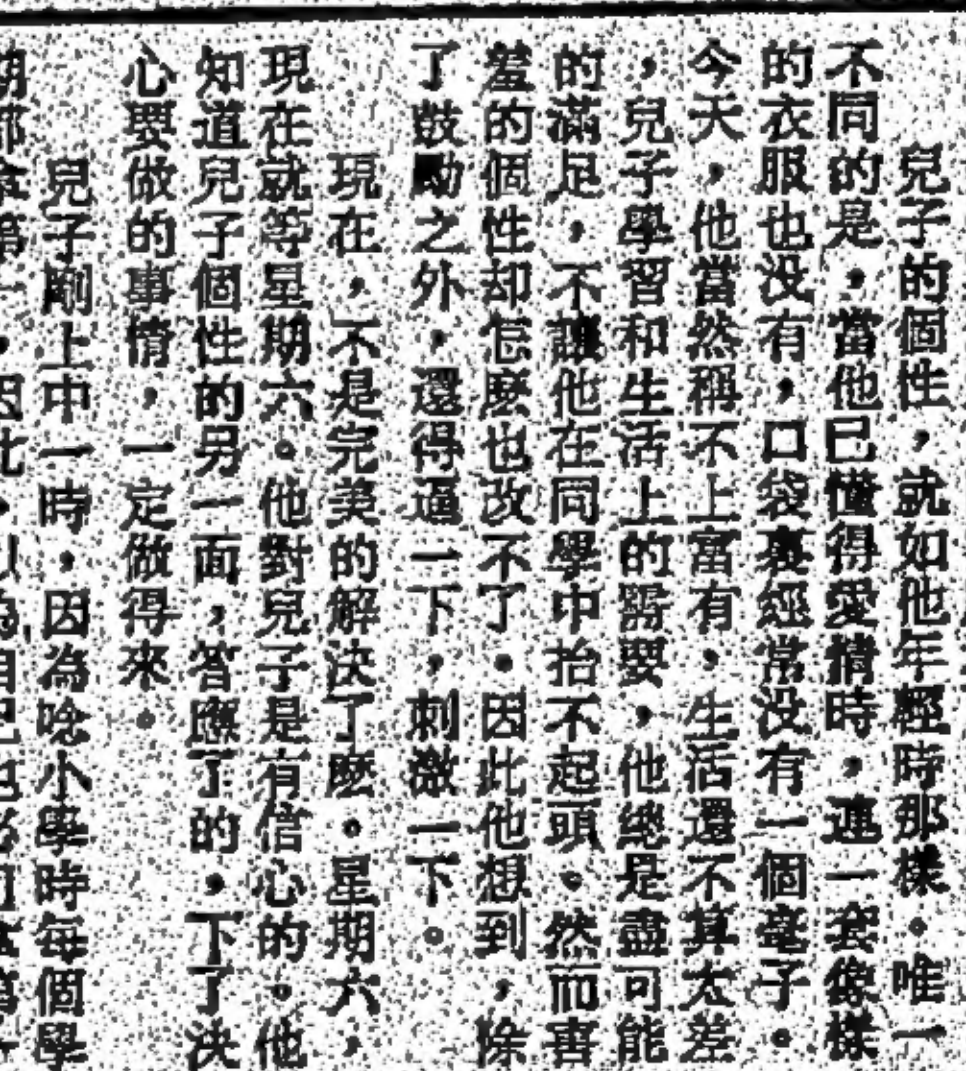 兒子的個性，就如他年輕時那樣。唯一
不同的是，當他已懂得愛情時，連一套像樣
的衣服也没有，口袋裏經常没有一個毫子。
今天，他當然稱不上富有，生活還不算太差
，兒子學習和生活上的需要，他總是盡可能
的滿足，不讓他在同學中抬不起頭。然而害
羞的個性却怎麽也改不了。因此他想到，除
了鼓勵之外，還得逼一下，刺激一下。
現在，不是完美的解决了麽。星期六，
現在就等星期六。他對兒子是有信心的。他
知道兒子個性的另一面，答應了的，下了决
心要做的事情，一定做得來。
兒子剛上中一時，因為唸小學時每個學